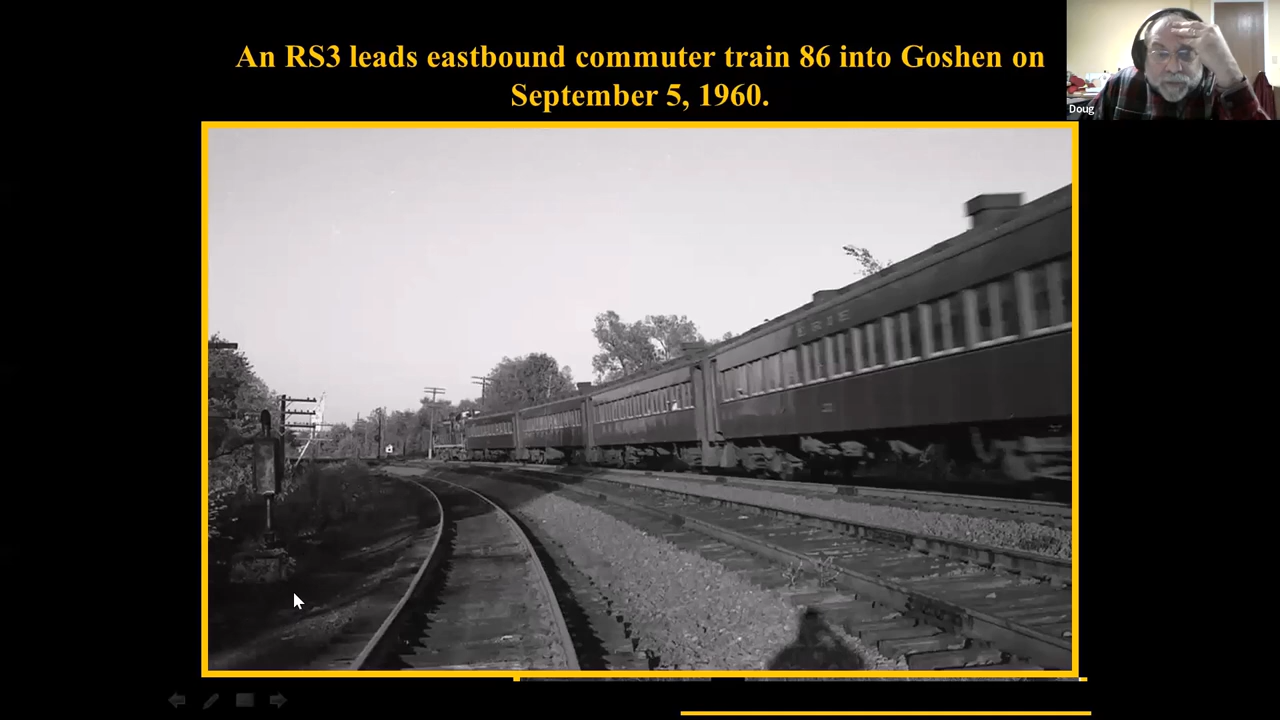 An RS3 leads eastbound commuter train 86 into Goshen on
September 5, 1960.
Doug
ERIE